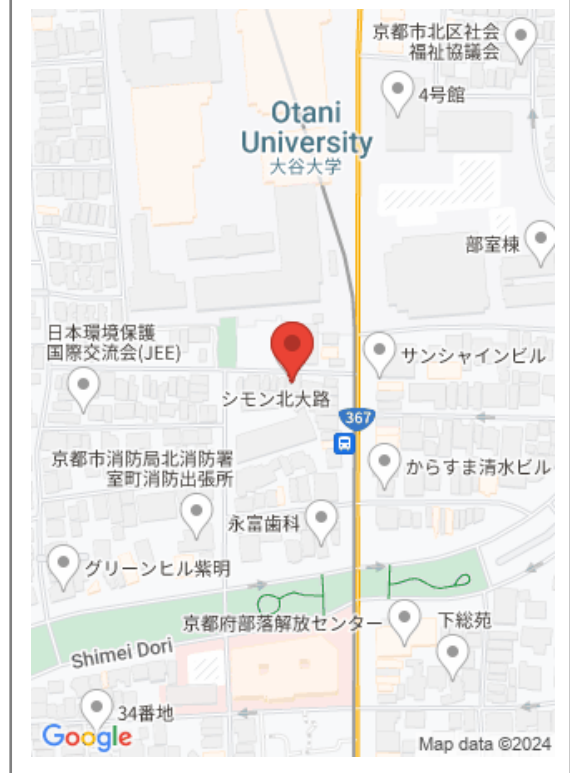 京都市北区社会
福祉協議会
4号館
Otani
University
大谷大学
部室棟
日本環境保護
国際交流会(JEE)
サンシャインビル
シモン北大路
367
京都市消防局北消防署
室町消防出張所
からすま清水ビル
永富歯科
グリーンヒル紫明
京都府部落解放センター
下総苑
Shimei Dori
34番地
Google
Map data ©2024